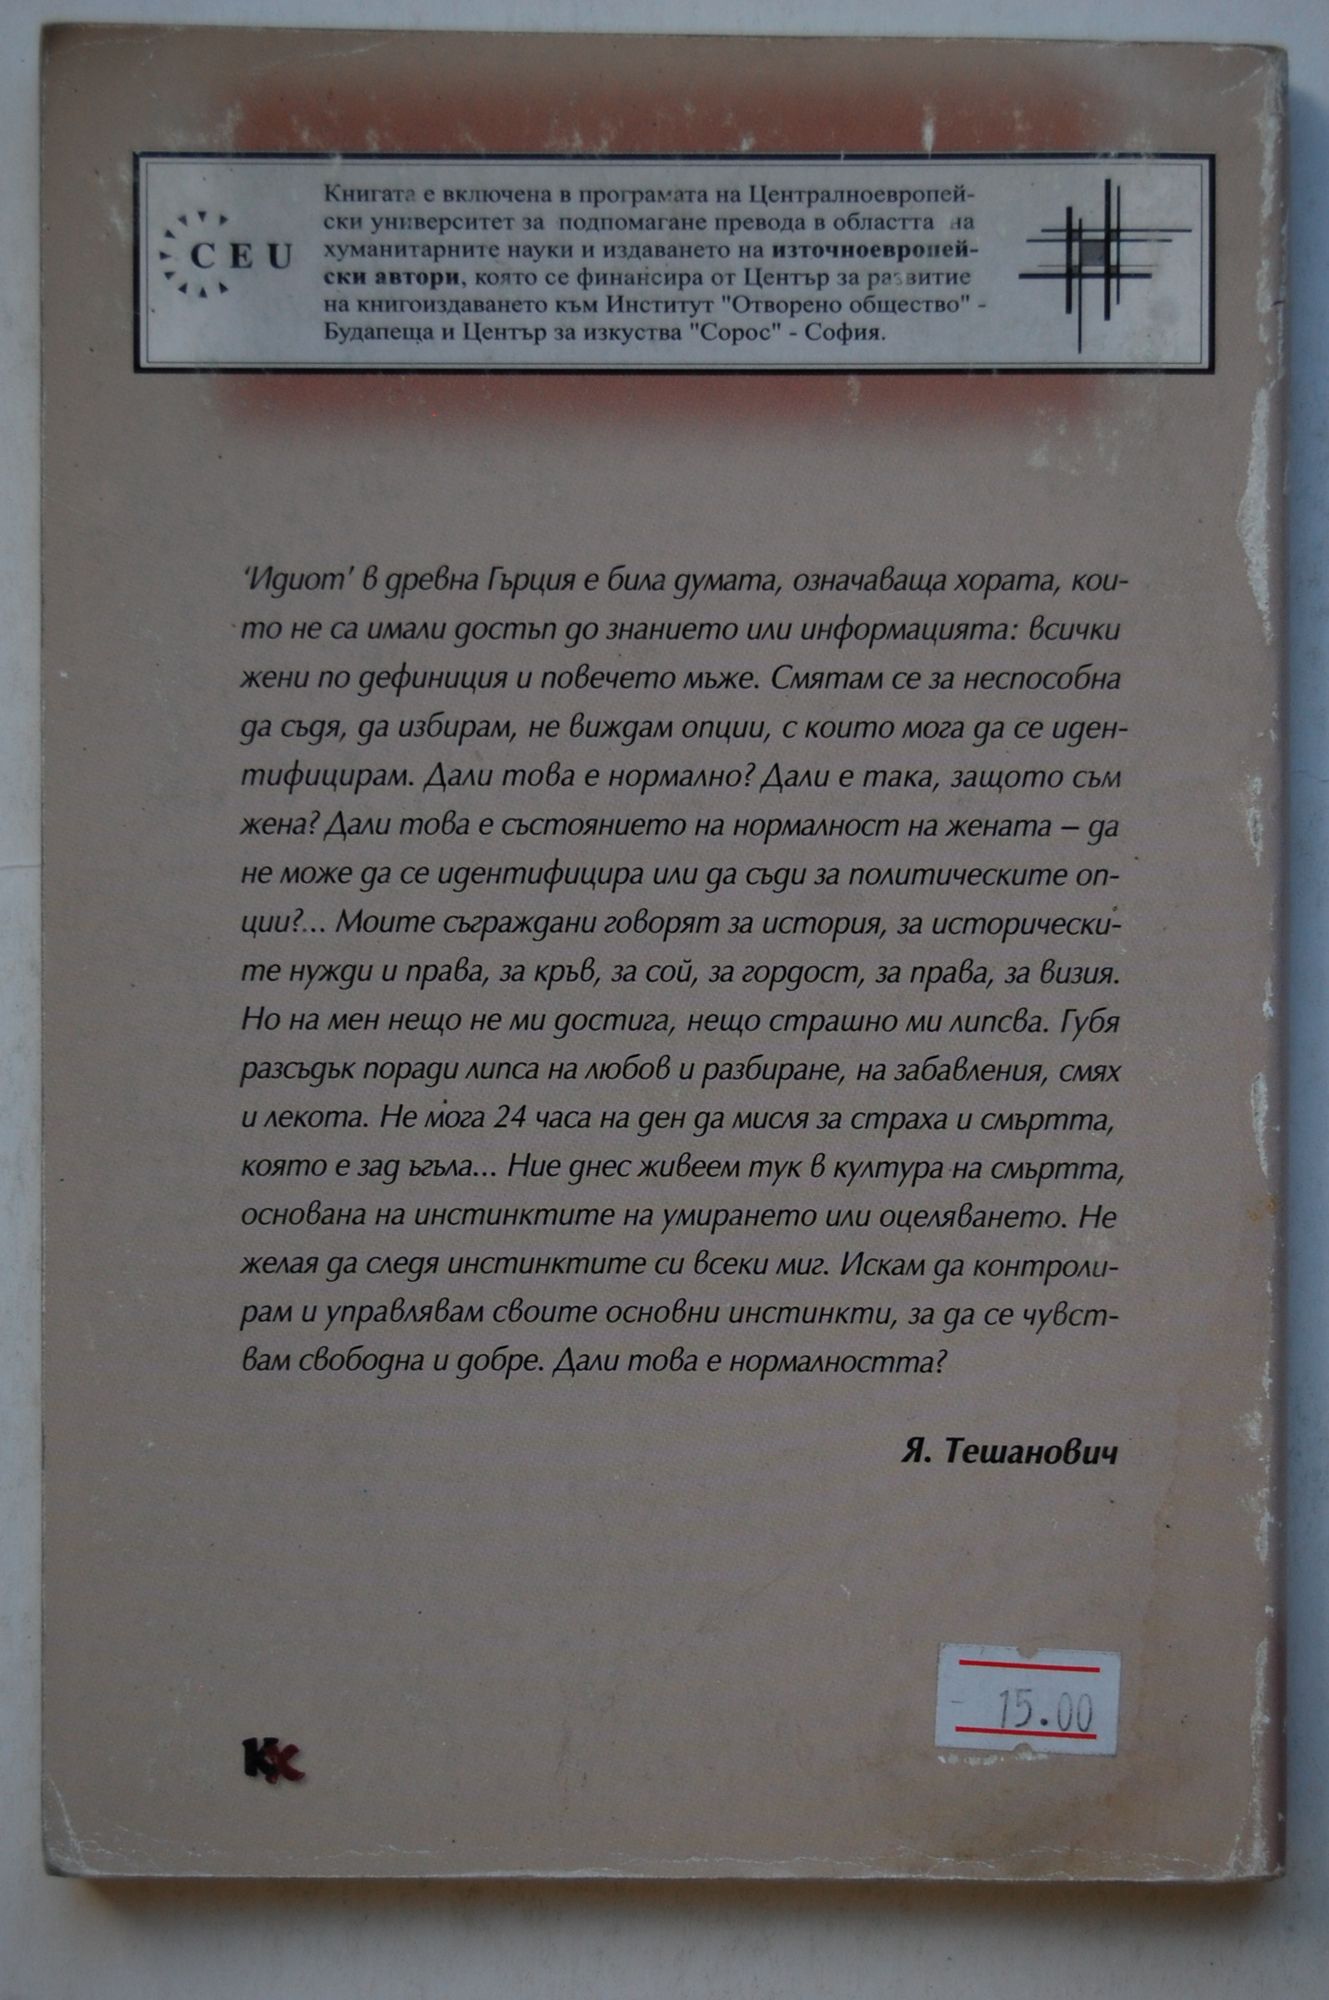 Книгата е включена в програмата на Централноевропей-
ски университет за подпомагане превода в областта на
хуманитарните науки и издаването на източноевропей-
ски автори, която се финансира от Център за развитие
на книгоиздаването към Институт "Отворено общество" -
Будапеща и Център за изкуства "Сорос" - София.
CEU
'Идиот' в древна Гърция е била думата, означаваща хората, кои-
то не са имали достъп до знанието или информацията: всички
жени по дефиниция и повечето мъже. Смятам се за неспособна
да съдя, да избирам, не виждам опции, с които мога да се иден-
тифицирам. Дали това е нормално? Дали е така, защото съм
жена? Дали това е състоянието на нормалност на жената – да
не може да се идентифицира или да съди за политическите оп-
ции?... Моите съграждани говорят за история, за исторически-
те нужди и права, за кръв, за сой, за гордост, за права, за визия.
Но на мен нещо не ми достига, нещо страшно ми липсва. Губя
разсъдък поради липса на любов и разбиране, на забавления, смях
и лекота. Не мога 24 часа на ден да мисля за страха и смъртта,
която е зад ъгъла... Ние днес живеем тук в култура на смъртта,
основана на инстинктите на умирането или оцеляването. Не
желая да следя инстинктите си всеки миг. Искам да контроли-
рам и управлявам своите основни инстинкти, за да се чувст-
вам свободна и добре. Дали това е нормалността?
Я. Тешанович
15.00
КХ